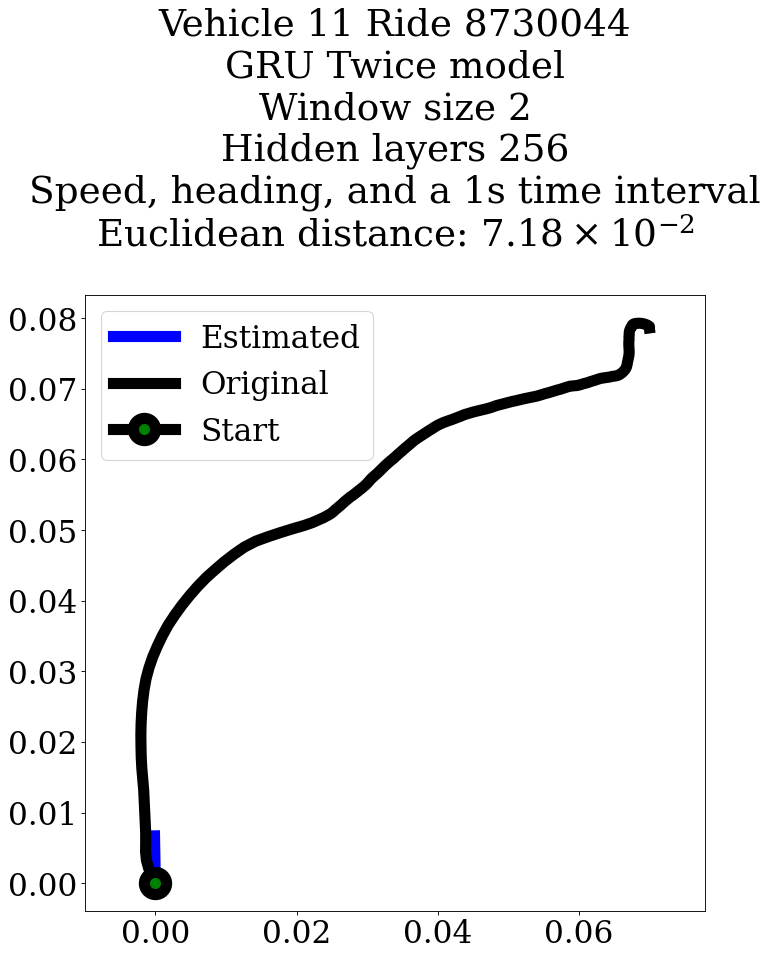 Vehicle 11 Ride 8730044
GRU Twice model
Window size 2
Hidden layers 256
Speed, heading, and a 1s time interval
Euclidean distance: 7.18 × 10⁻²
Estimated
Original
Start
0.08
0.07
0.06
0.05
0.04
0.03
0.02
0.01
0.00
0.00 0.02 0.04 0.06